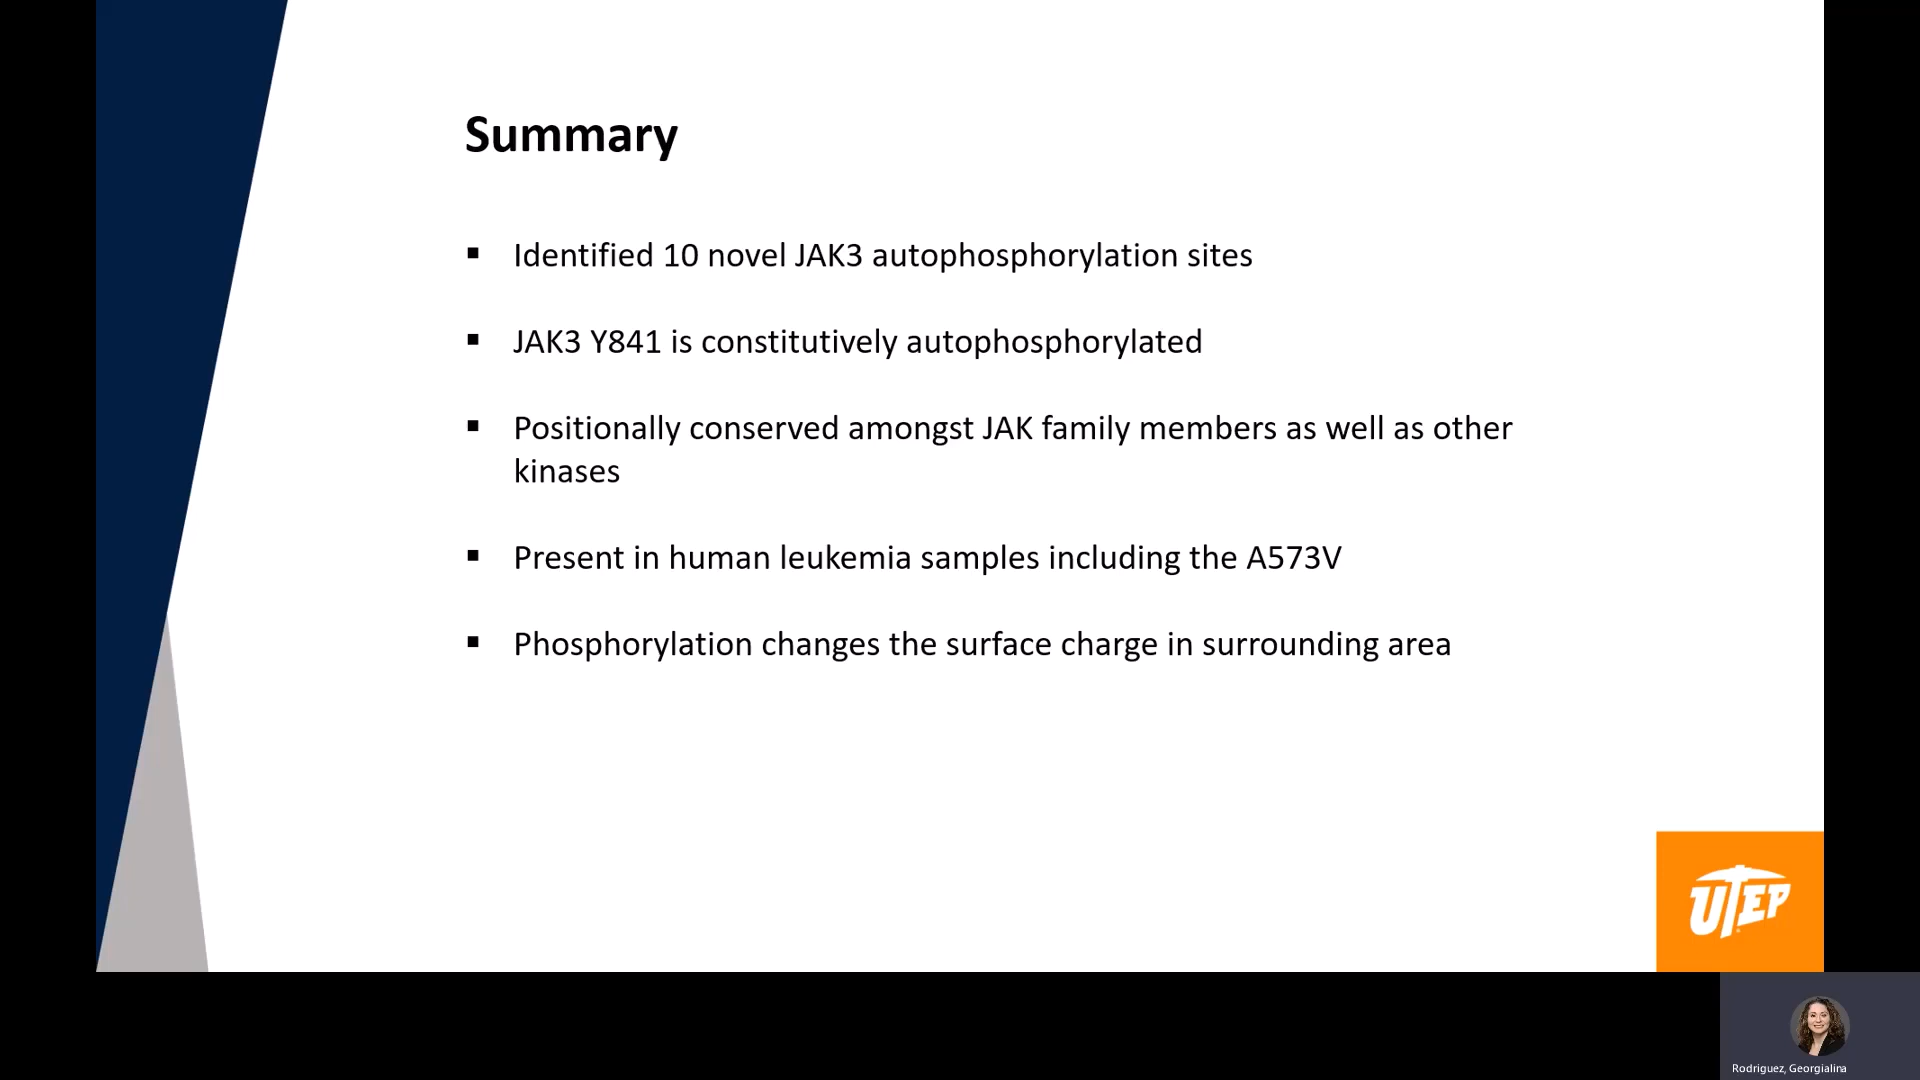 Summary
▪ Identified 10 novel JAK3 autophosphorylation sites
▪ JAK3 Y841 is constitutively autophosphorylated
▪ Positionally conserved amongst JAK family members as well as other
kinases
▪ Present in human leukemia samples including the A573V
▪ Phosphorylation changes the surface charge in surrounding area
UTEP
Rodriguez, Georgialina